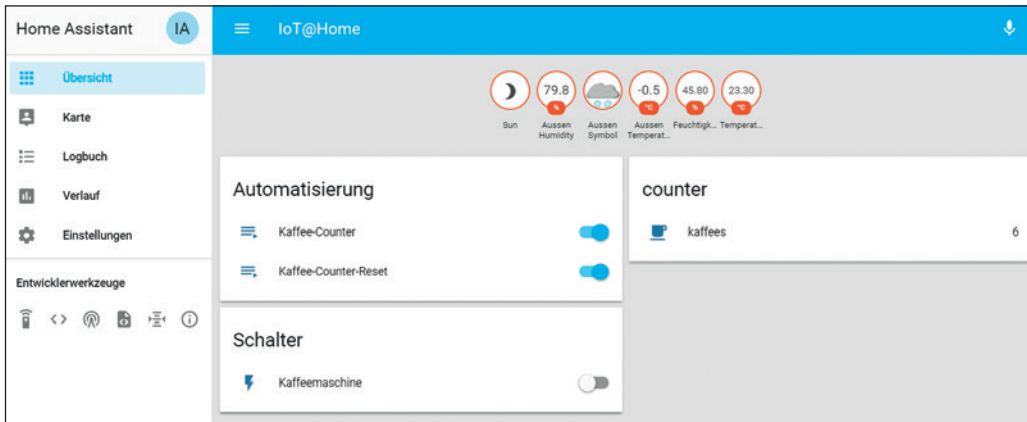 Home Assistant
IA
IoT@Home
Übersicht
Karte
Logbuch
Verlauf
Einstellungen
Entwicklerwerkzeuge
79.8
%
-0.5
°C
45.80
%
23.30
°C
Sun
Aussen
Humidity
Aussen
Symbol
Aussen
Temperat...
Feuchtigk...
Temperat...
Automatisierung
Kaffee-Counter
Kaffee-Counter-Reset
Schalter
Kaffeemaschine
counter
kaffees
6